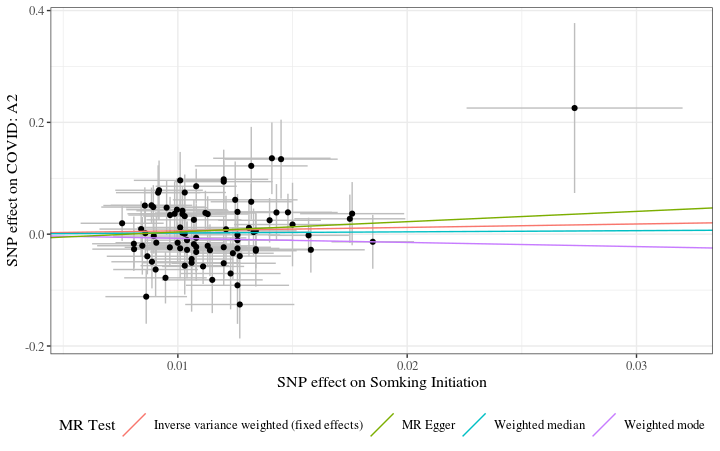 0.4
0.2
0.0
-0.2
SNP effect on COVID: A2
0.01 0.02 0.03
SNP effect on Somking Initiation
MR Test Inverse variance weighted (fixed effects) MR Egger Weighted median Weighted mode